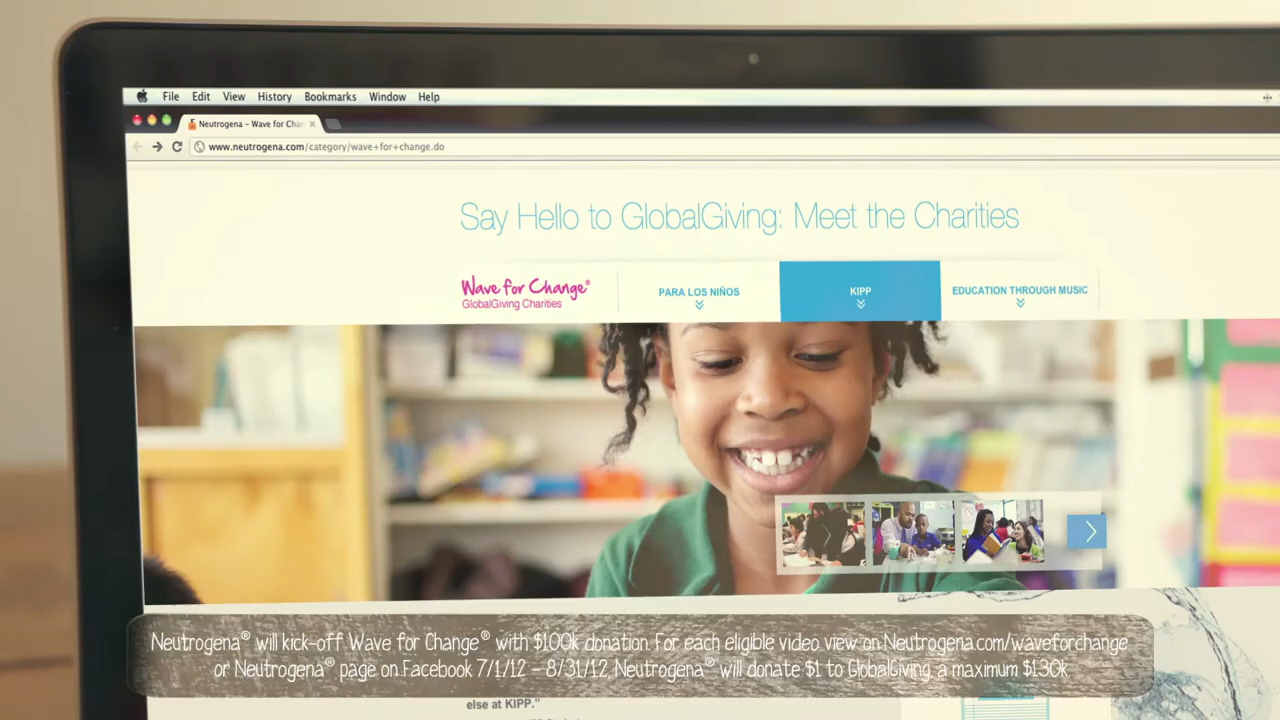 File Edit View History Bookmarks Window Help
Neutrogena – Wave for Chan
www.neutrogena.com/category/wave+for+change.do
Say Hello to GlobalGiving: Meet the Charities
Wave for Change®
GlobalGiving Charities
PARA LOS NIÑOS
KIPP
EDUCATION THROUGH MUSIC
Neutrogena® will kick-off Wave for Change® with $100k donation. For each eligible video view on Neutrogena.com/waveforchange
or Neutrogena® page on Facebook 7/1/12 – 8/31/12, Neutrogena® will donate $1 to GlobalGiving, a maximum $130k
else at KIPP."